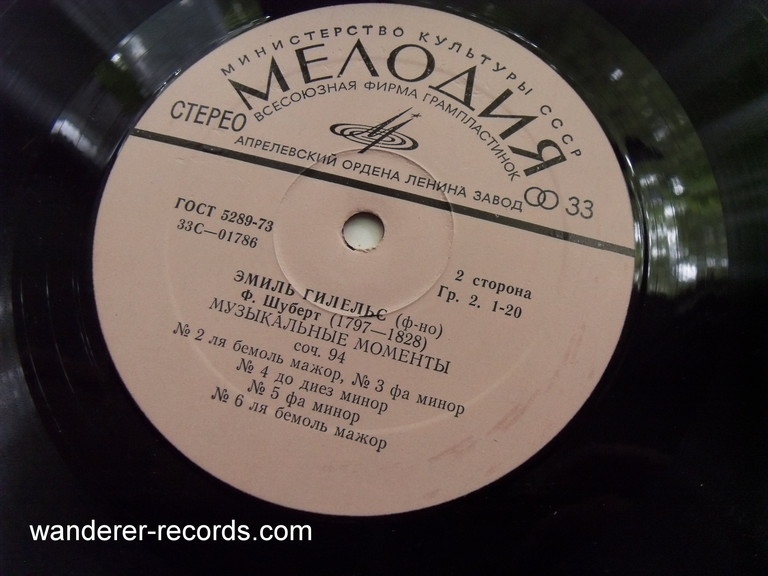 МИНИСТЕРСТВО КУЛЬТУРЫ СССР
МЕЛОДИЯ
ВСЕСОЮЗНАЯ ФИРМА ГРАМПЛАСТИНОК
СТЕРЕО
АПРЕЛЕВСКИЙ ОРДЕНА ЛЕНИНА ЗАВОД
33
ГОСТ 5289-73
33С—01786
2 сторона
Гр. 2. 1-20
ЭМИЛЬ ГИЛЕЛЬС (ф-но)
Ф. Шуберт (1797—1828)
МУЗЫКАЛЬНЫЕ МОМЕНТЫ
соч. 94
№ 2 ля бемоль мажор, № 3 фа минор
№ 4 до диез минор
№ 5 фа минор
№ 6 ля бемоль мажор
wanderer-records.com